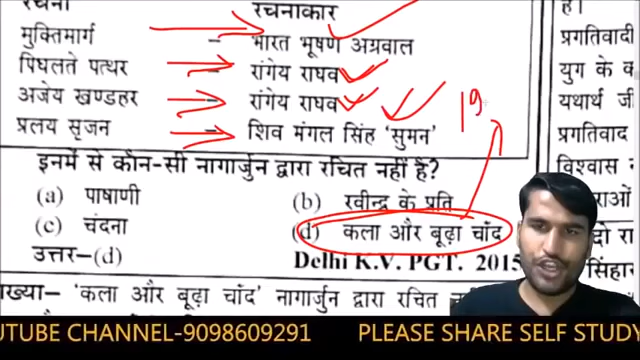 रचना रचनाकार
मुक्तिमार्ग – भारत भूषण अग्रवाल
पिघलते पत्थर – रांगेय राघव
अजेय खण्डहर – रांगेय राघव
प्रलय सृजन – शिव मंगल सिंह 'सुमन'
19
इनमें से कौन-सी नागार्जुन द्वारा रचित नहीं है?
(a) पाषाणी (b) रवीन्द्र के प्रति
(c) चंदना (d) कला और बूढ़ा चाँद
उत्तर–(d) Delhi K.V. PGT. 2015
ाख्या– 'कला और बूढ़ा चाँद' नागार्जुन द्वारा रचित
है।
प्रगतिवादी
युग के क
यथार्थ जी
प्रगतिवाद
विश्वास
UTUBE CHANNEL-9098609291 PLEASE SHARE SELF STUDY